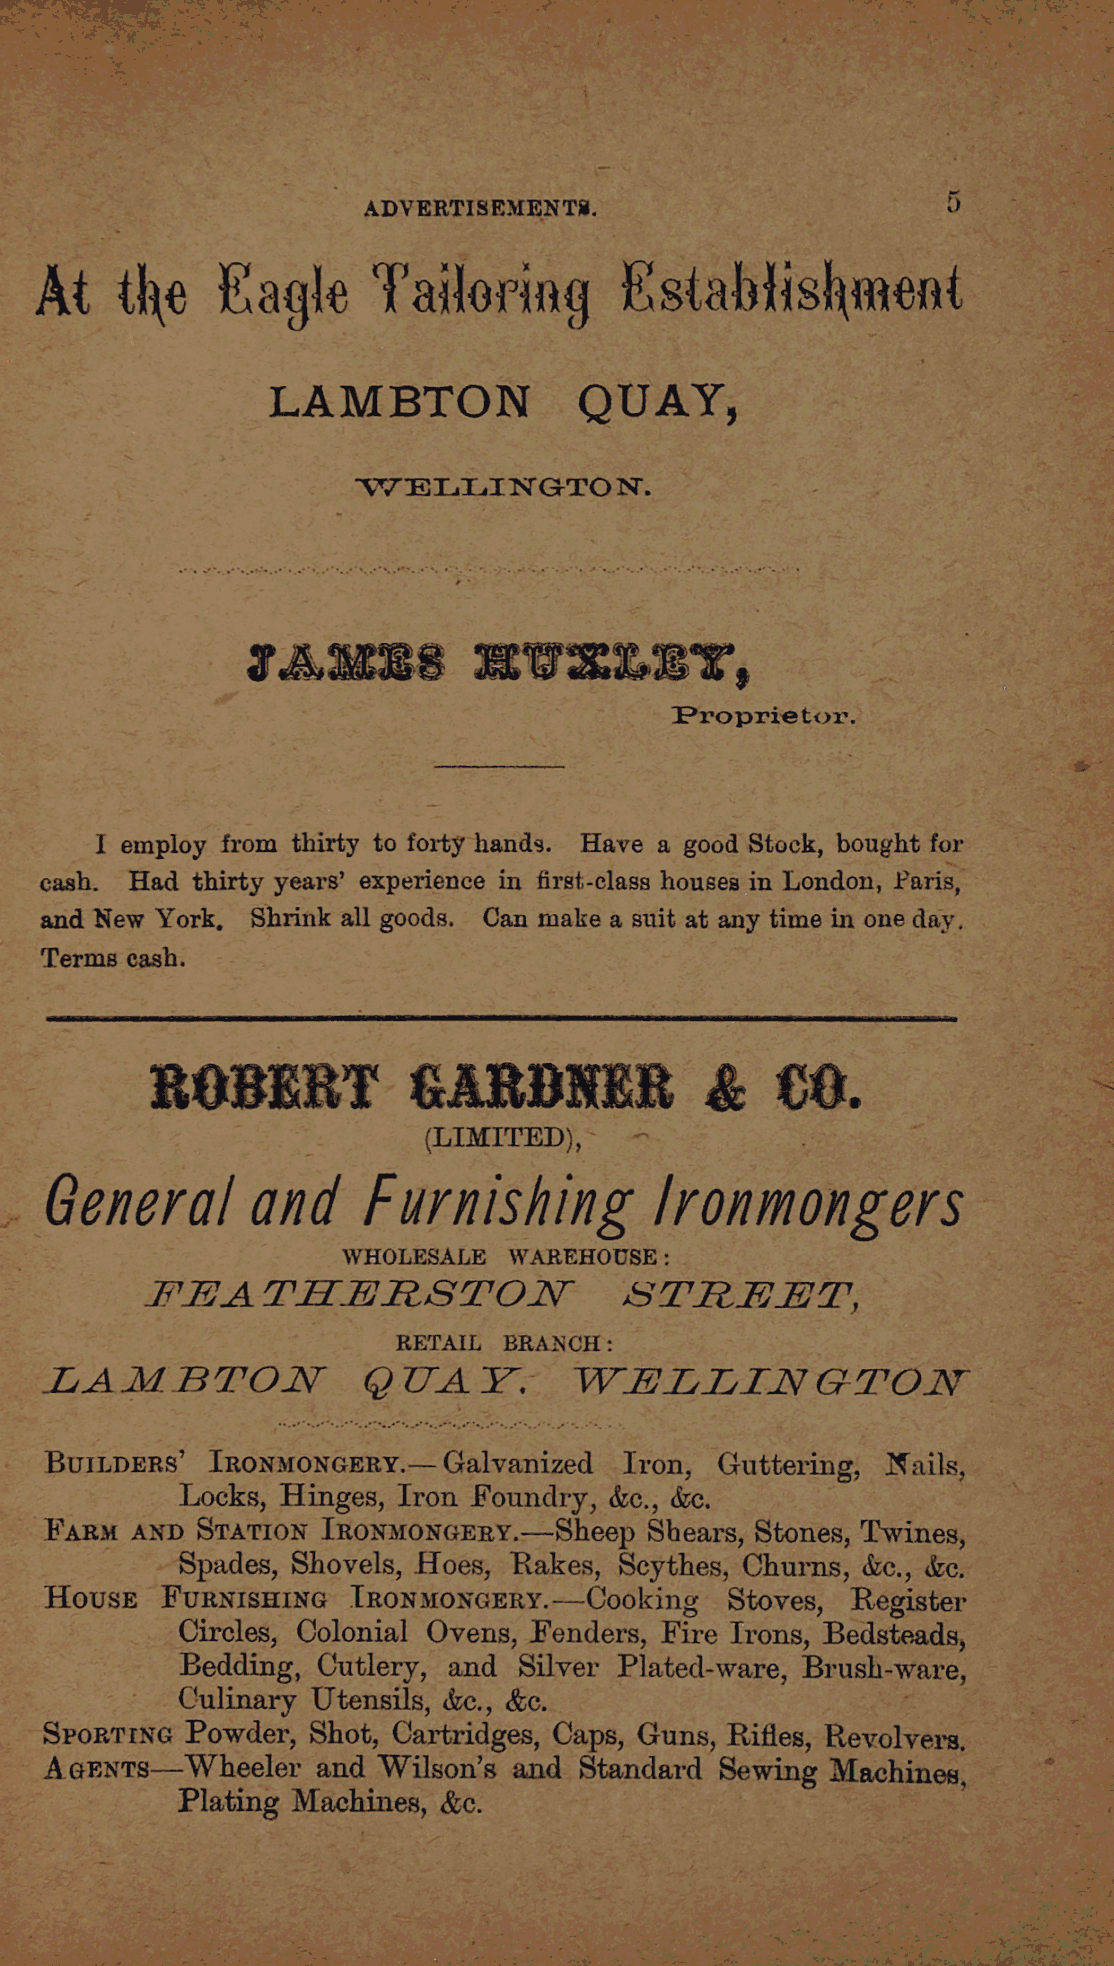 ADVERTISEMENTS. 5
At the Eagle Tailoring Establishment
LAMBTON QUAY,
WELLINGTON.
JAMES HUXLEY,
Proprietor.
I employ from thirty to forty hands. Have a good Stock, bought for
cash. Had thirty years' experience in first-class houses in London, Paris,
and New York. Shrink all goods. Can make a suit at any time in one day.
Terms cash.
ROBERT GARDNER & CO.
(LIMITED),
General and Furnishing Ironmongers
WHOLESALE WAREHOUSE:
FEATHERSTON STREET,
RETAIL BRANCH:
LAMBTON QUAY. WELLINGTON
BUILDERS' IRONMONGERY.—Galvanized Iron, Guttering, Nails,
Locks, Hinges, Iron Foundry, &c., &c.
FARM AND STATION IRONMONGERY.—Sheep Shears, Stones, Twines,
Spades, Shovels, Hoes, Rakes, Scythes, Churns, &c., &c.
HOUSE FURNISHING IRONMONGERY.—Cooking Stoves, Register
Circles, Colonial Ovens, Fenders, Fire Irons, Bedsteads,
Bedding, Cutlery, and Silver Plated-ware, Brush-ware,
Culinary Utensils, &c., &c.
SPORTING Powder, Shot, Cartridges, Caps, Guns, Rifles, Revolvers.
AGENTS—Wheeler and Wilson's and Standard Sewing Machines,
Plating Machines, &c.